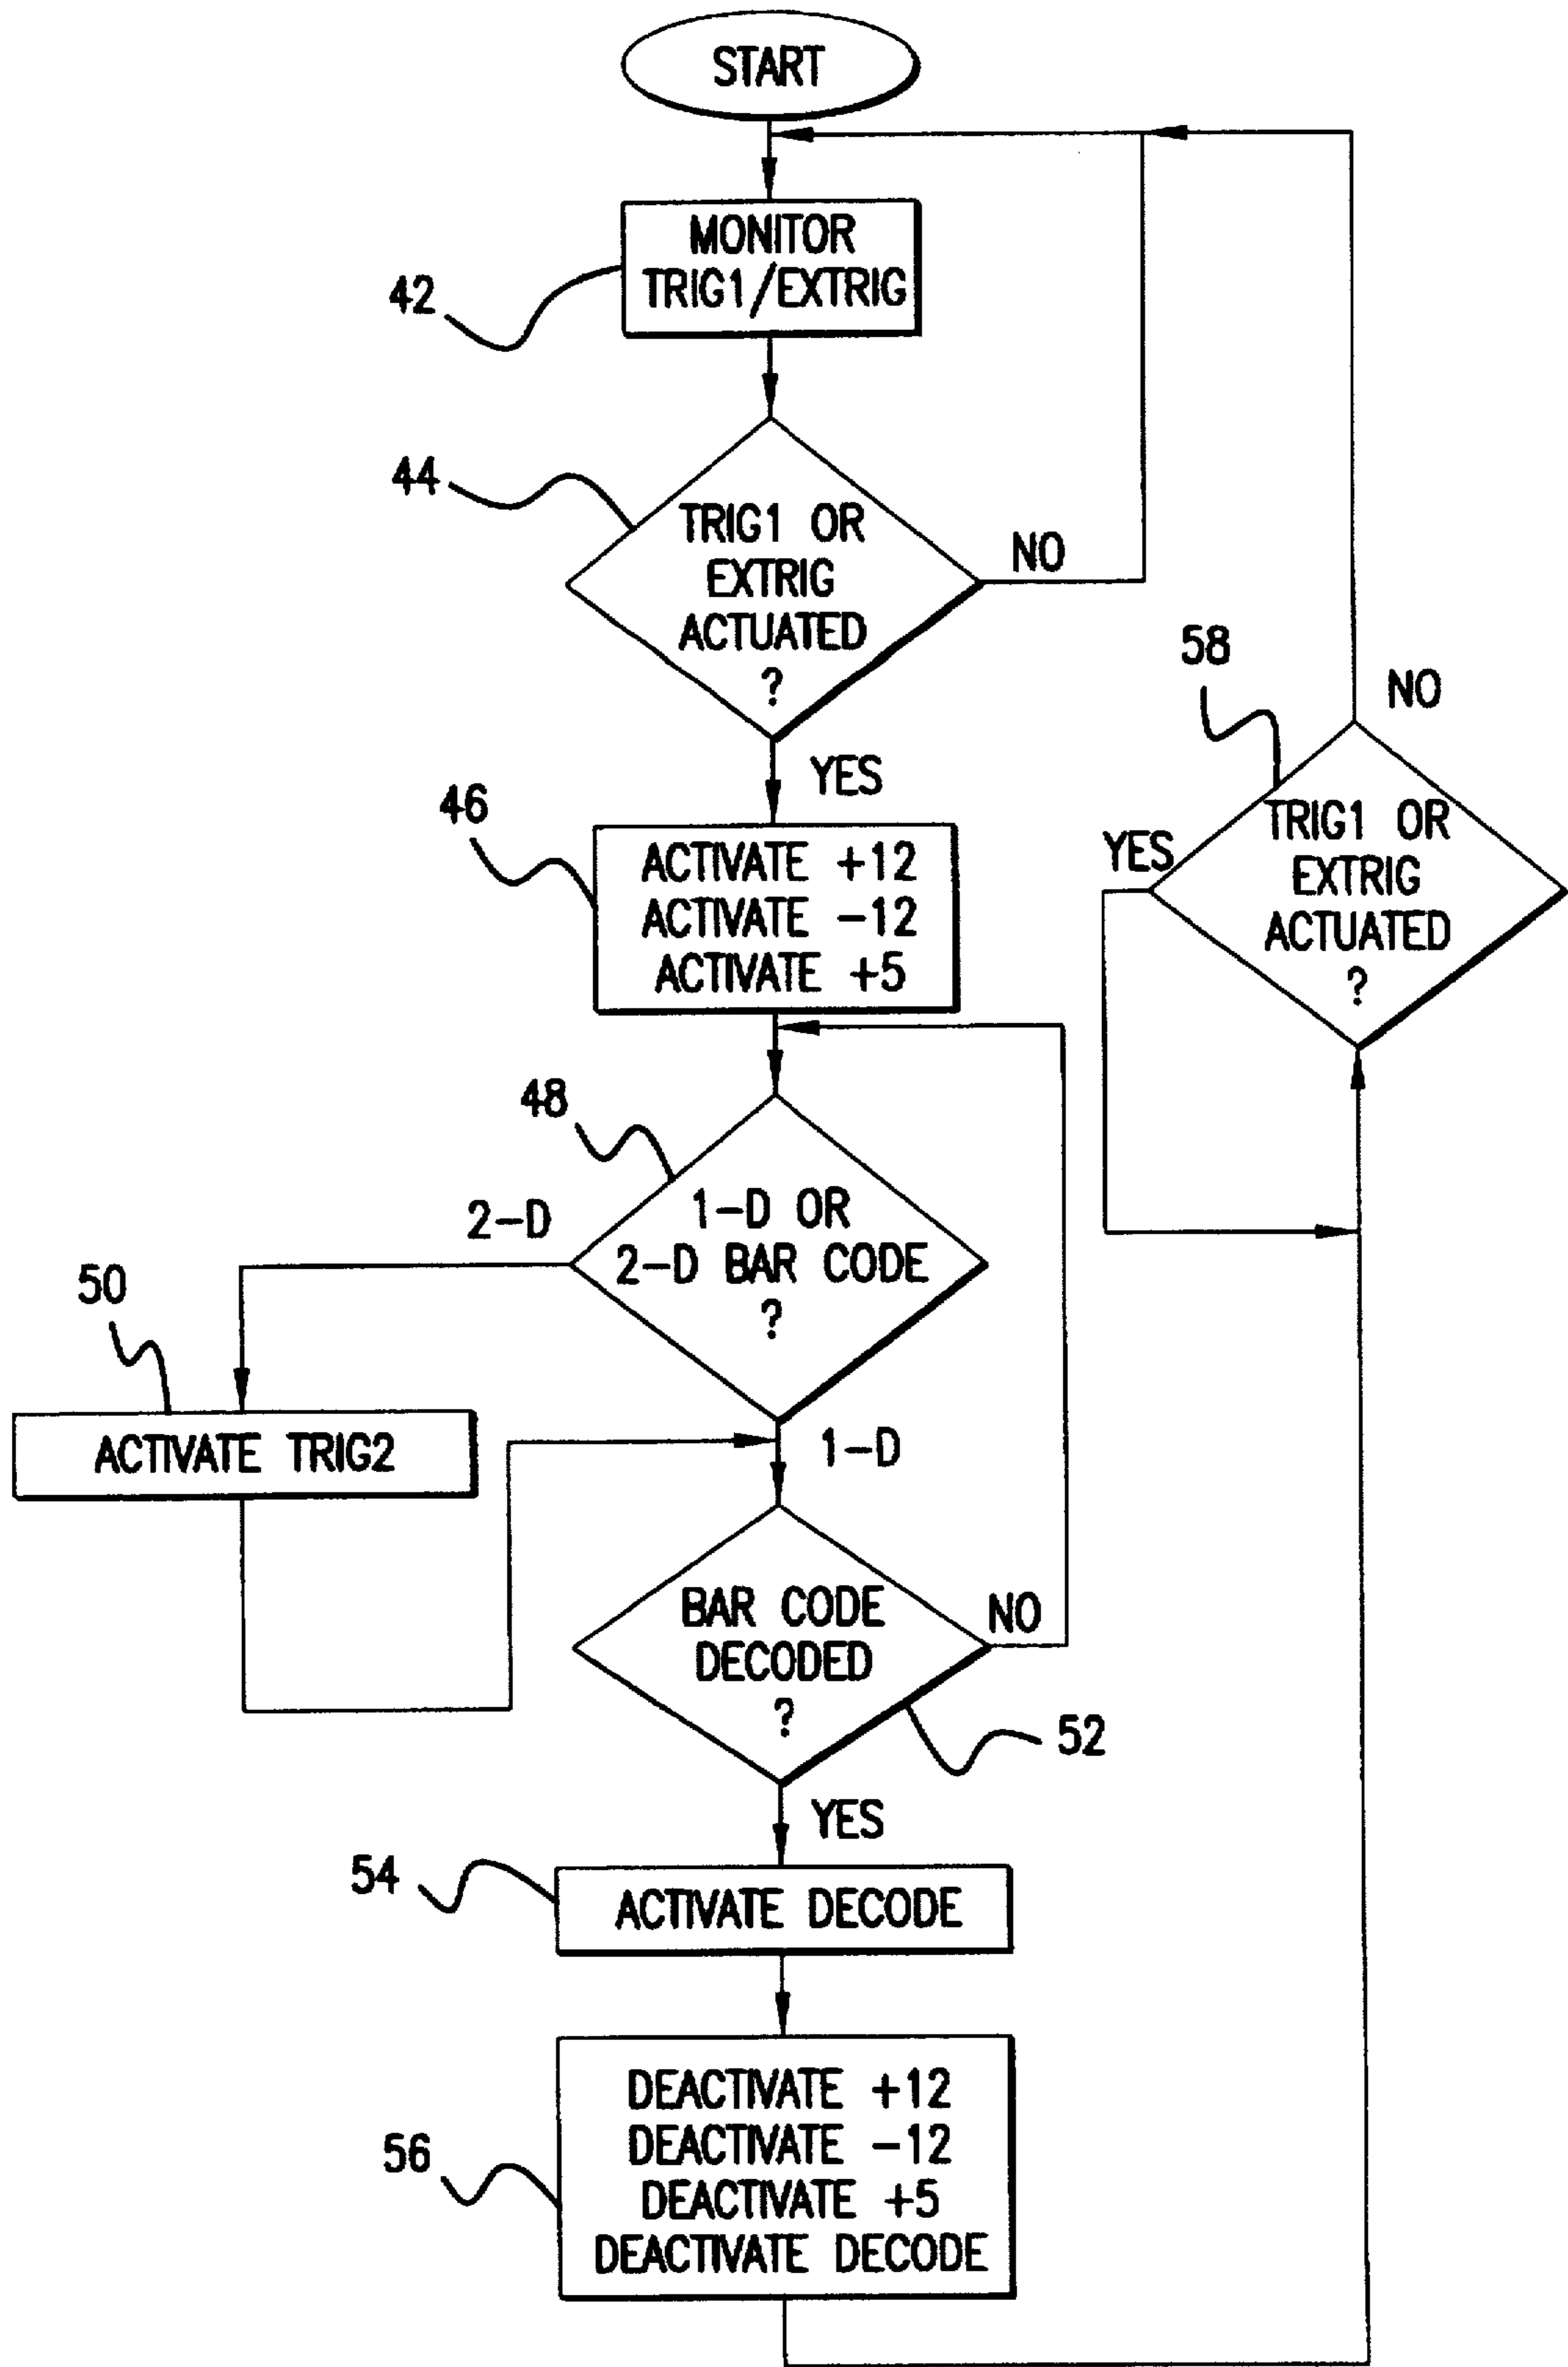 START
MONITOR
TRIG1/EXTRIG
42
44
TRIG1 OR
EXTRIG
ACTUATED
?
NO
YES
46
ACTIVATE +12
ACTIVATE -12
ACTIVATE +5
58
NO
YES
TRIG1 OR
EXTRIG
ACTUATED
?
48
2-D
1-D OR
2-D BAR CODE
?
50
ACTIVATE TRIG2
1-D
BAR CODE
DECODED
?
NO
52
YES
54
ACTIVATE DECODE
56
DEACTIVATE +12
DEACTIVATE -12
DEACTIVATE +5
DEACTIVATE DECODE